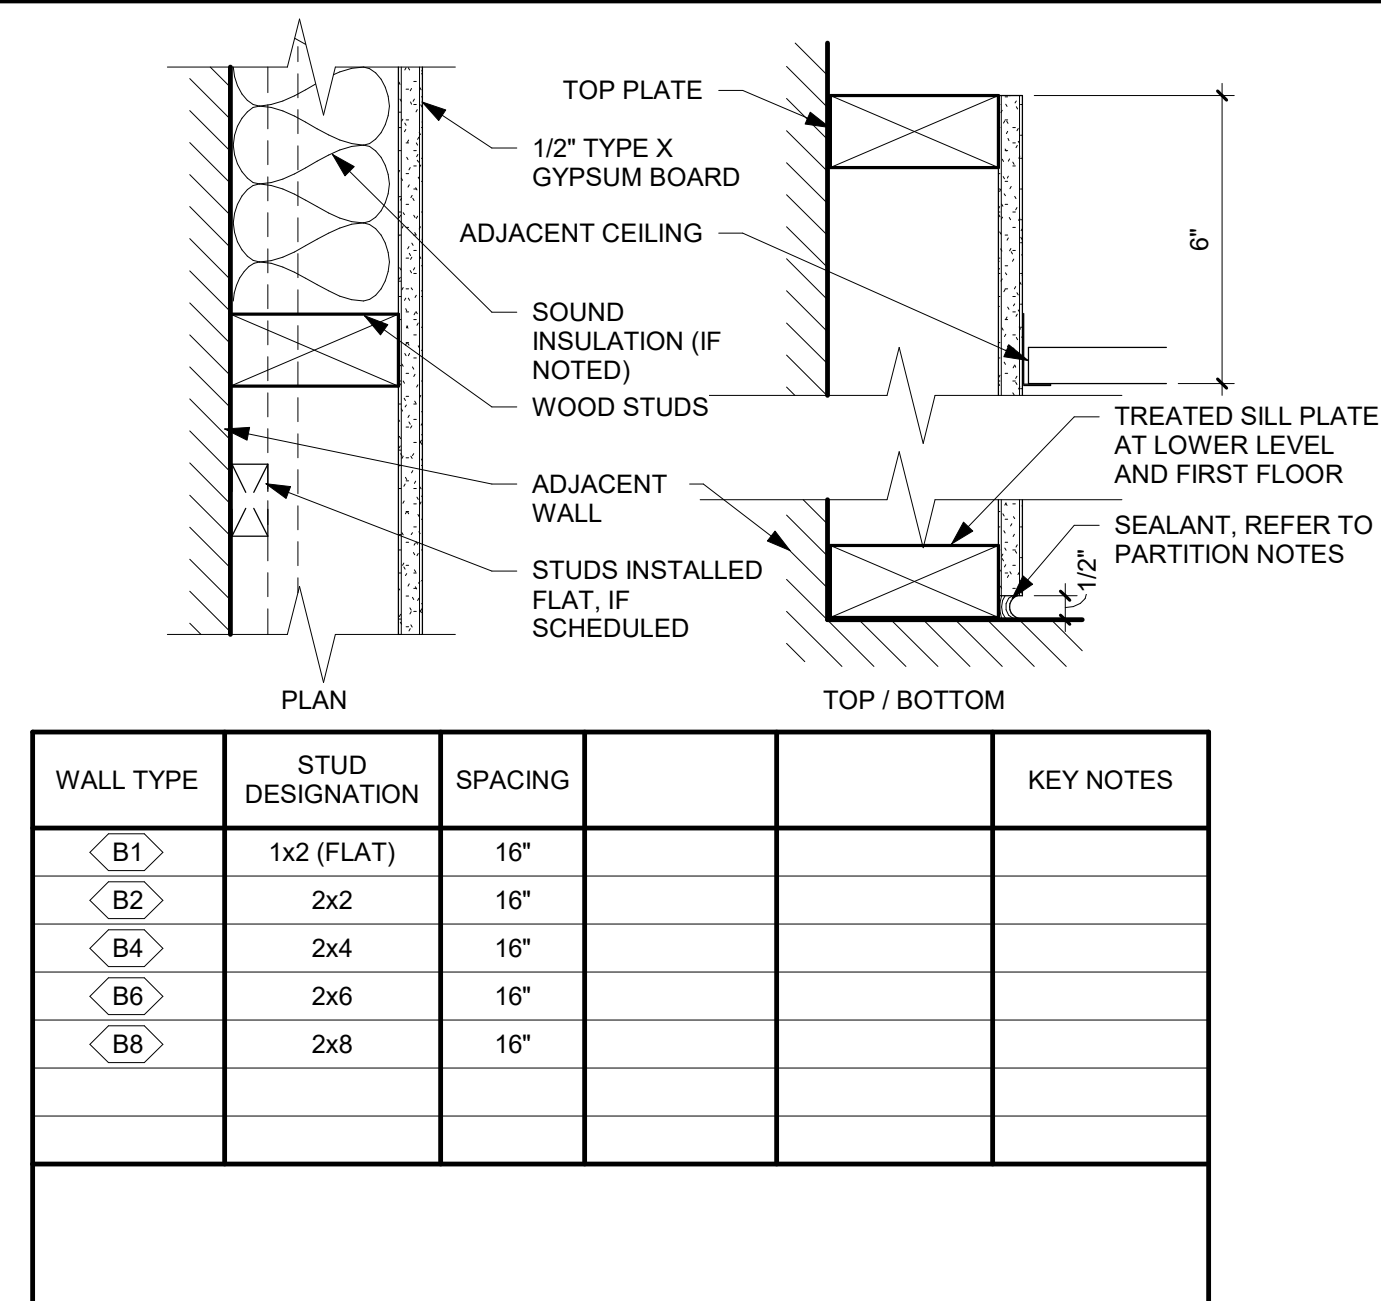 TOP PLATE
1/2" TYPE X
GYPSUM BOARD
ADJACENT CEILING
SOUND
INSULATION (IF
NOTED)
WOOD STUDS
ADJACENT
WALL
STUDS INSTALLED
FLAT, IF
SCHEDULED
6"
TREATED SILL PLATE
AT LOWER LEVEL
AND FIRST FLOOR
SEALANT, REFER TO
PARTITION NOTES
1/2"
PLAN
TOP / BOTTOM
WALL TYPE STUD DESIGNATION SPACING KEY NOTES
B1 1x2 (FLAT) 16"
B2 2x2 16"
B4 2x4 16"
B6 2x6 16"
B8 2x8 16"